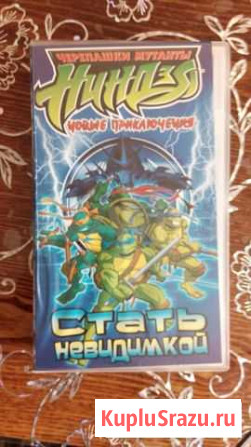 ЧЕРЕПАШКИ МУТАНТЫ
НИНДЗЯ
НОВЫЕ ПРИКЛЮЧЕНИЯ
Стать
невидимкой
KupluSrazu.ru